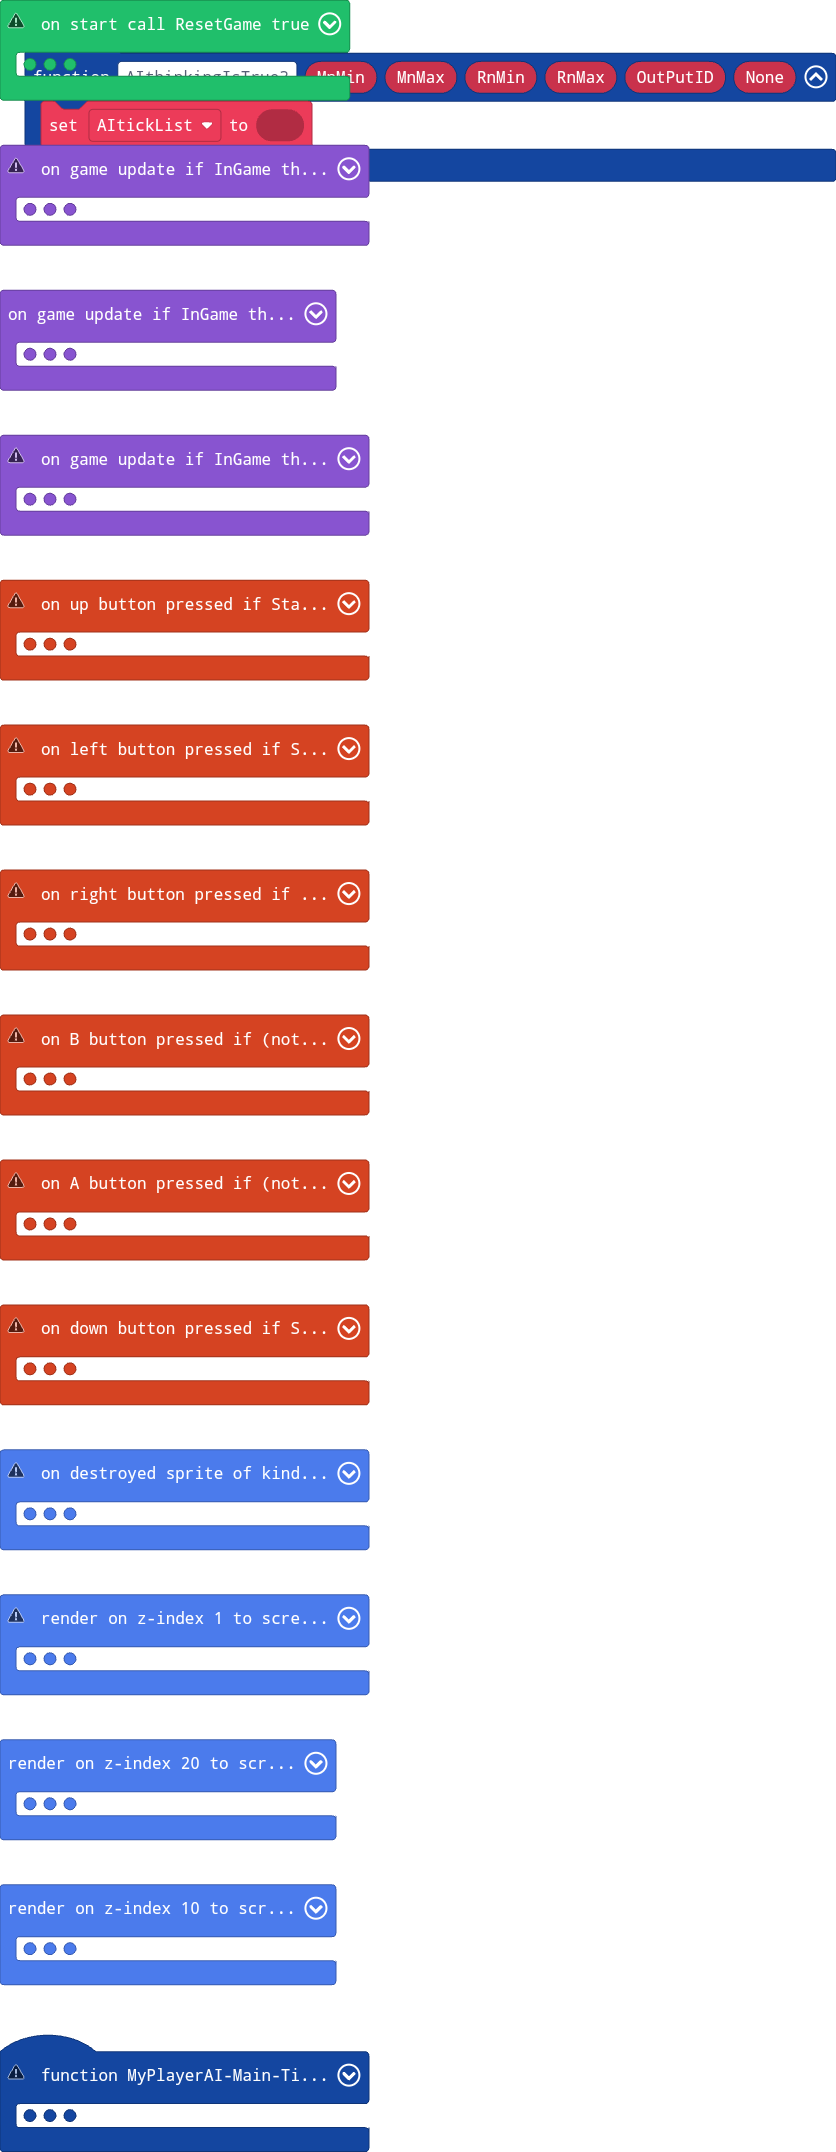 on start call ResetGame true
function AIthinkingIsTrue? MnMin MnMax RnMin RnMax OutPutID None
set AItickList to
on game update if InGame th...
on game update if InGame th...
on game update if InGame th...
on up button pressed if Sta...
on left button pressed if S...
on right button pressed if ...
on B button pressed if (not...
on A button pressed if (not...
on down button pressed if S...
on destroyed sprite of kind...
render on z-index 1 to scre...
render on z-index 20 to scr...
render on z-index 10 to scr...
function MyPlayerAI-Main-Ti...